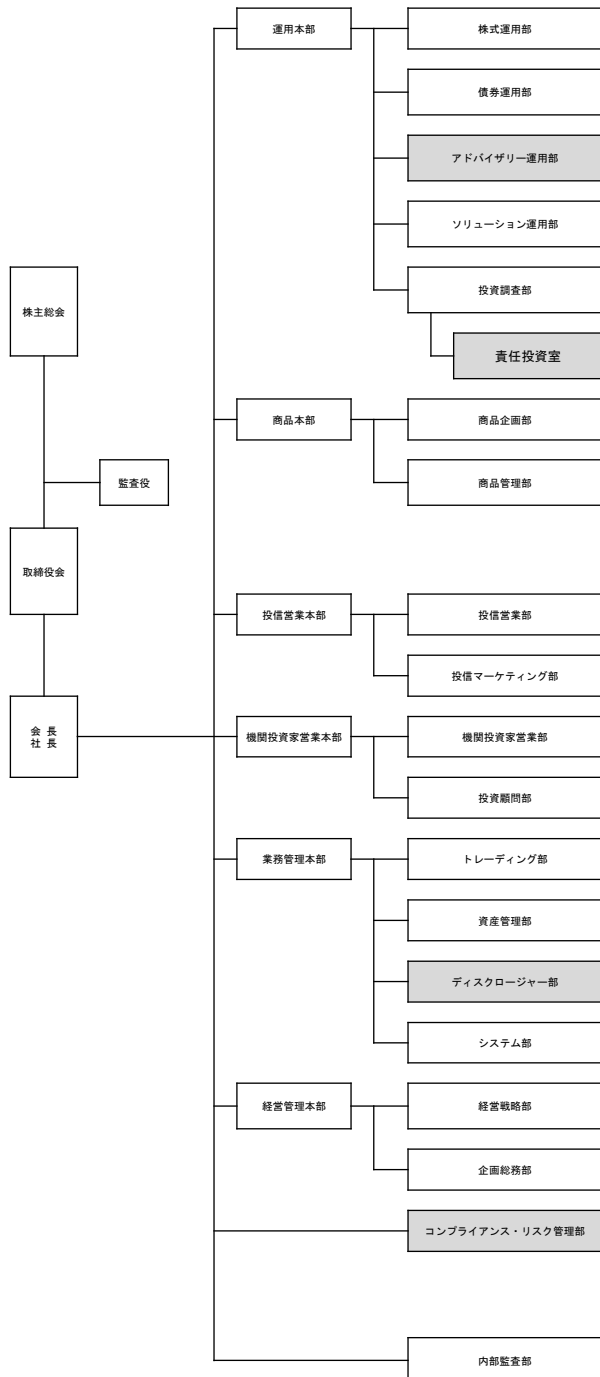 株主総会
監査役
取締役会
会 長
社 長
運用本部
株式運用部
債券運用部
アドバイザリー運用部
ソリューション運用部
投資調査部
責任投資室
商品本部
商品企画部
商品管理部
投信営業本部
投信営業部
投信マーケティング部
機関投資家営業本部
機関投資家営業部
投資顧問部
業務管理本部
トレーディング部
資産管理部
ディスクロージャー部
システム部
経営管理本部
経営戦略部
企画総務部
コンプライアンス・リスク管理部
内部監査部